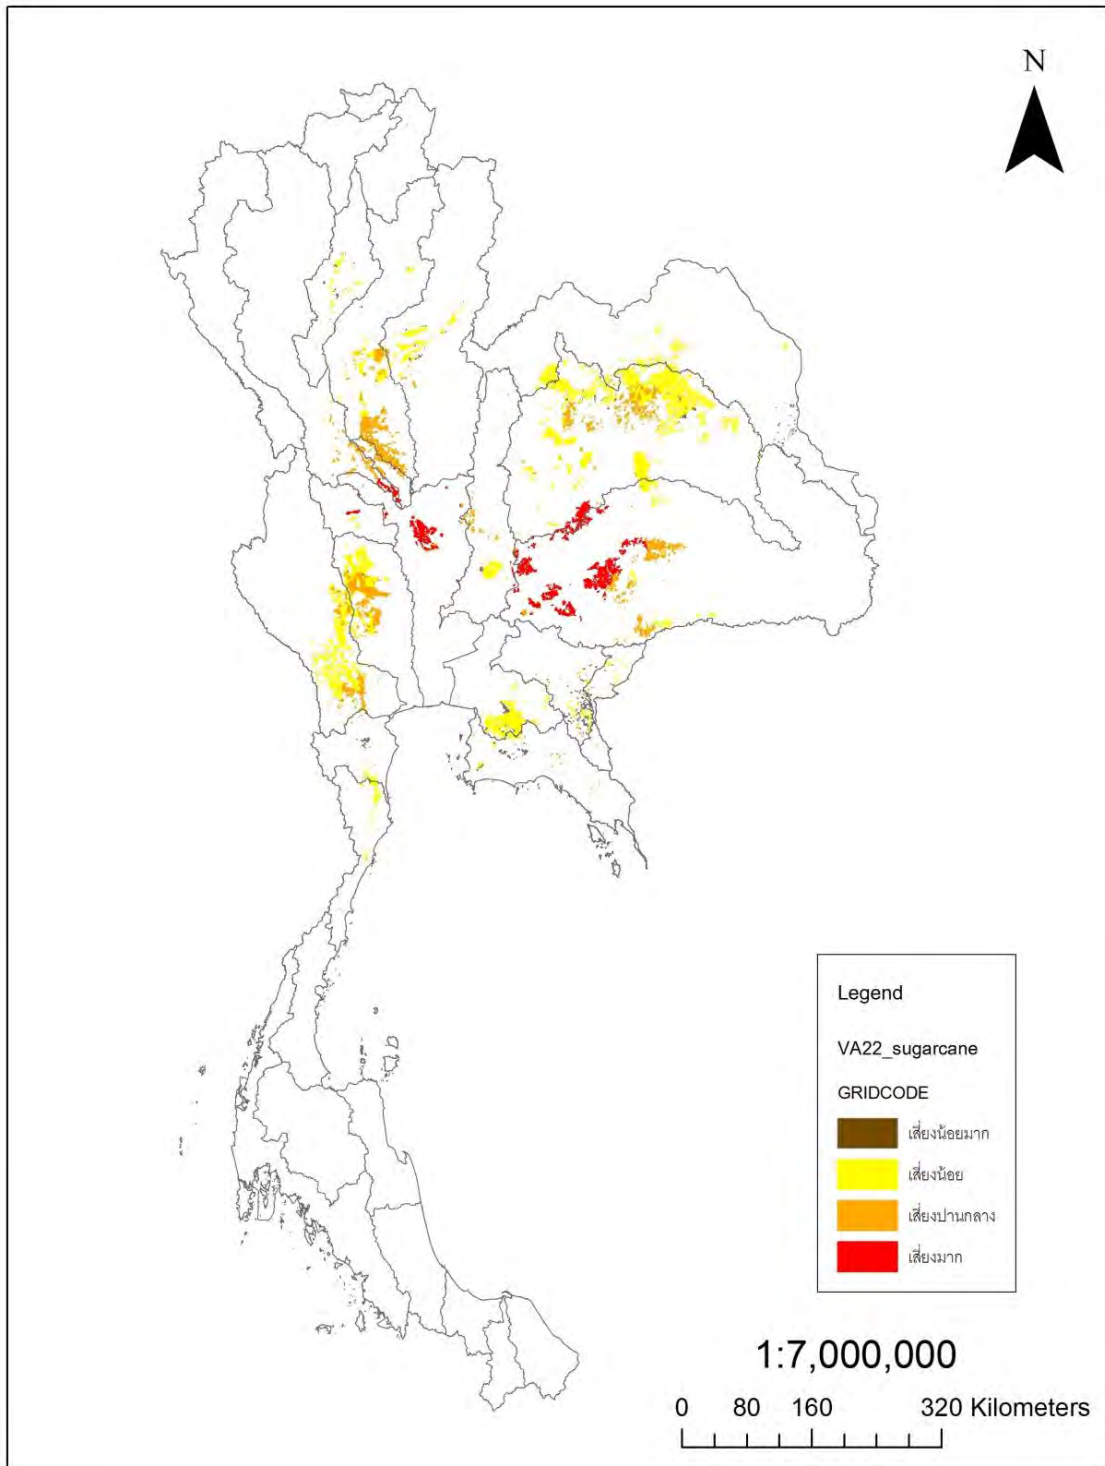 N
Legend
VA22_sugarcane
GRIDCODE
เสี่ยงน้อยมาก
เสี่ยงน้อย
เสี่ยงปานกลาง
เสี่ยงมาก
1:7,000,000
0 80 160 320 Kilometers